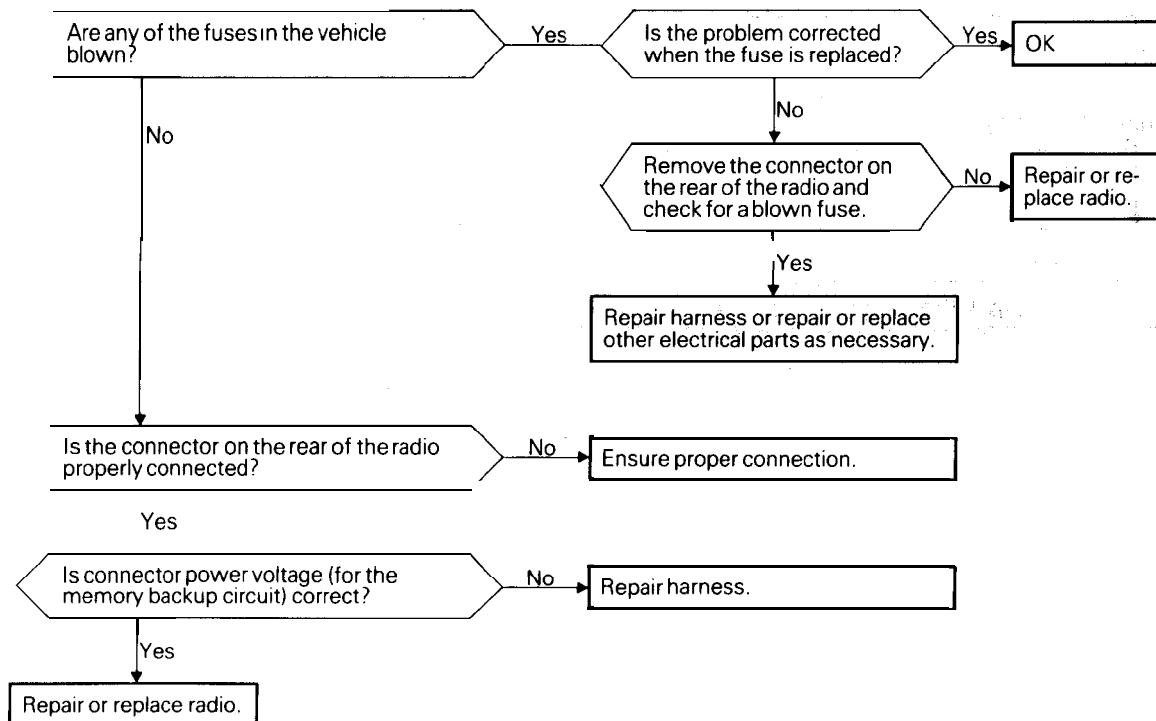 Are any of the fuses in the vehicle
blown?
Yes
Is the problem corrected
when the fuse is replaced?
Yes
OK
No
No
Remove the connector on
the rear of the radio and
check for a blown fuse.
No
Repair or re-
place radio.
Yes
Repair harness or repair or replace
other electrical parts as necessary.
Is the connector on the rear of the radio
properly connected?
No
Ensure proper connection.
Yes
Is connector power voltage (for the
memory backup circuit) correct?
No
Repair harness.
Yes
Repair or replace radio.